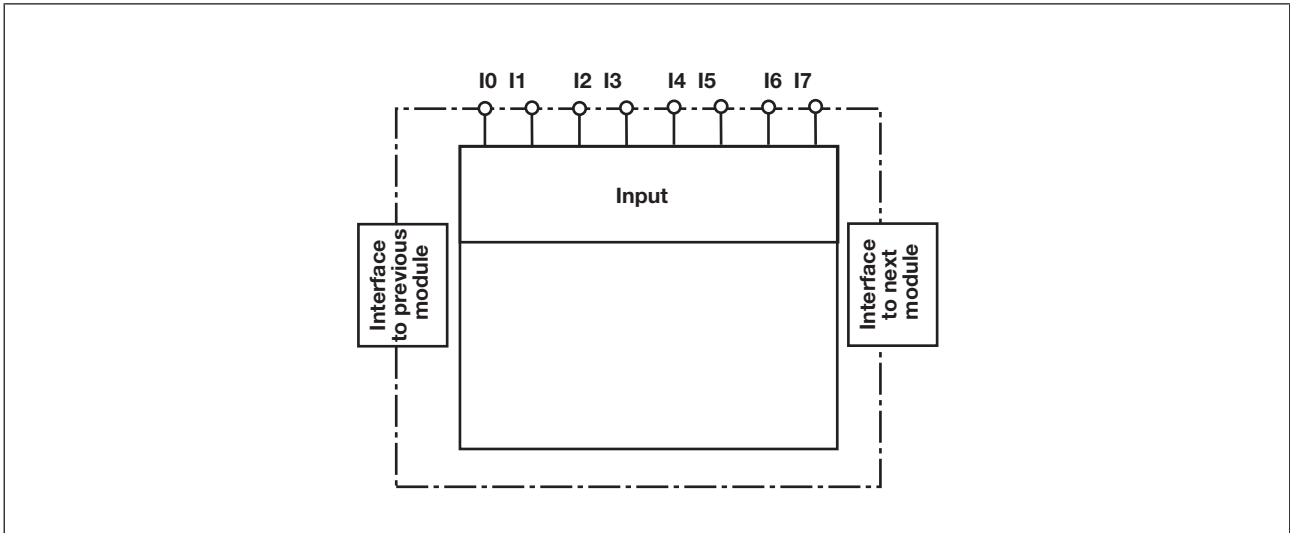 I0 I1 I2 I3 I4 I5 I6 I7
Input
Interface
to previous
module
Interface
to next
module